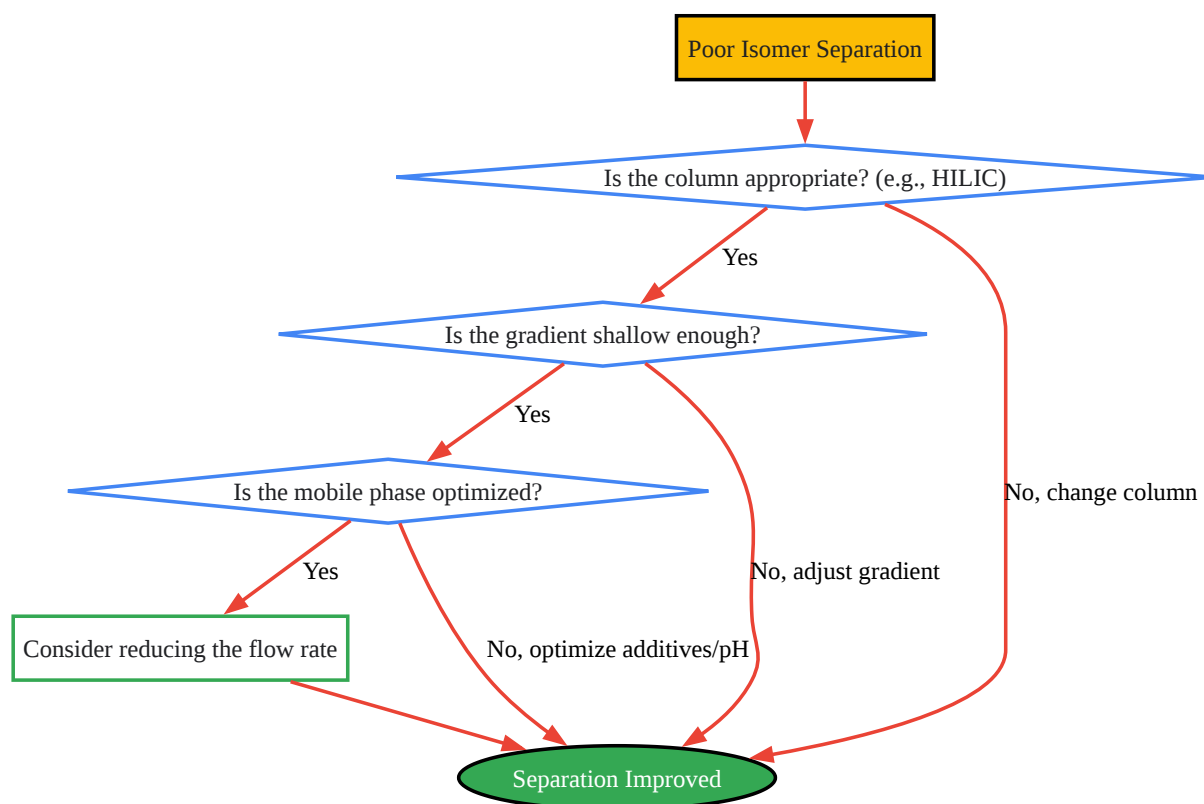 Poor Isomer Separation
Is the column appropriate? (e.g., HILIC)
Yes
Is the gradient shallow enough?
Yes
Is the mobile phase optimized?
No, change column
Yes
No, adjust gradient
Consider reducing the flow rate
No, optimize additives/pH
Separation Improved